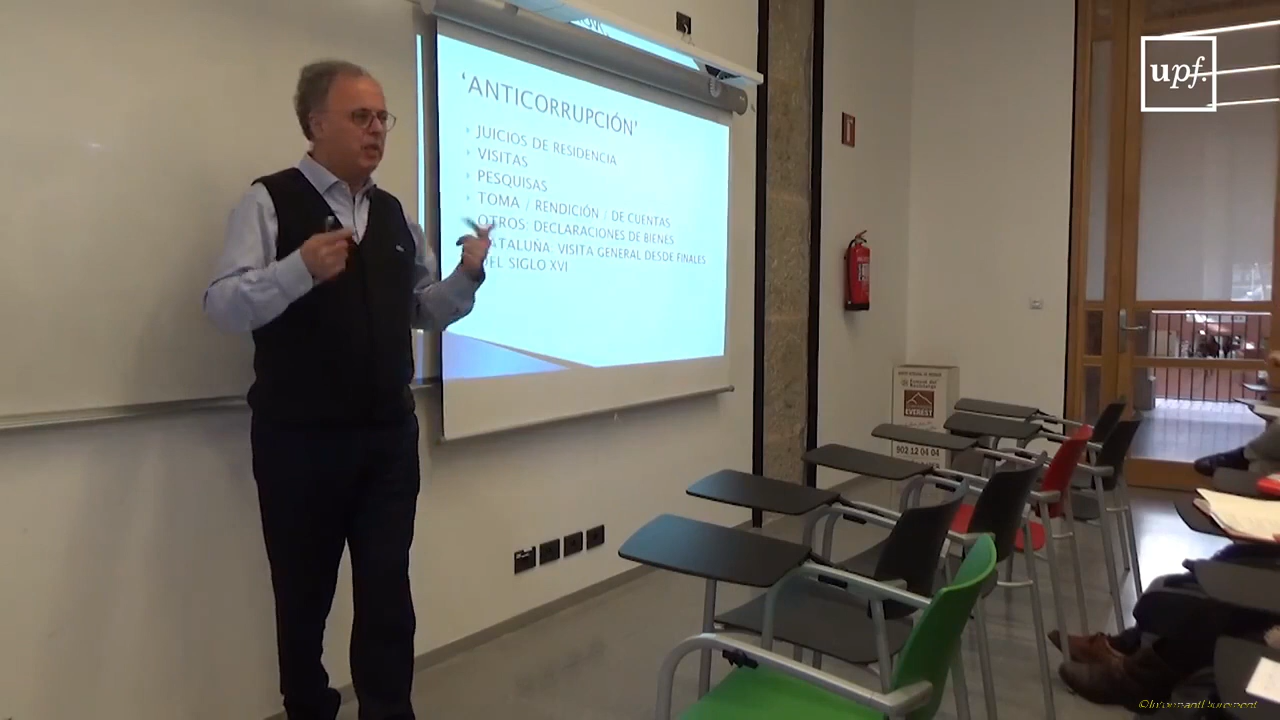 upf.
'ANTICORRUPCIÓN'
JUICIOS DE RESIDENCIA
VISITAS
PESQUISAS
TOMA / RENDICIÓN / DE CUENTAS
OTROS: DECLARACIONES DE BIENES
CATALUÑA: VISITA GENERAL DESDE FINALES
DEL SIGLO XVI
EVEREST
902 12 04 04